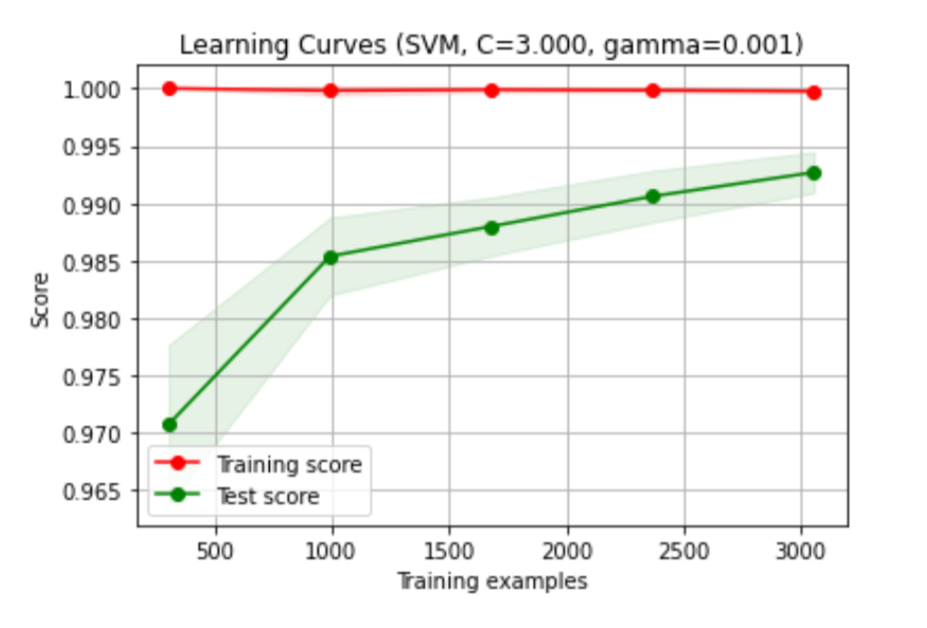 Learning Curves (SVM, C=3.000, gamma=0.001)
1.000
0.995
0.990
0.985
0.980
0.975
0.970
0.965
Score
Training score
Test score
500 1000 1500 2000 2500 3000
Training examples